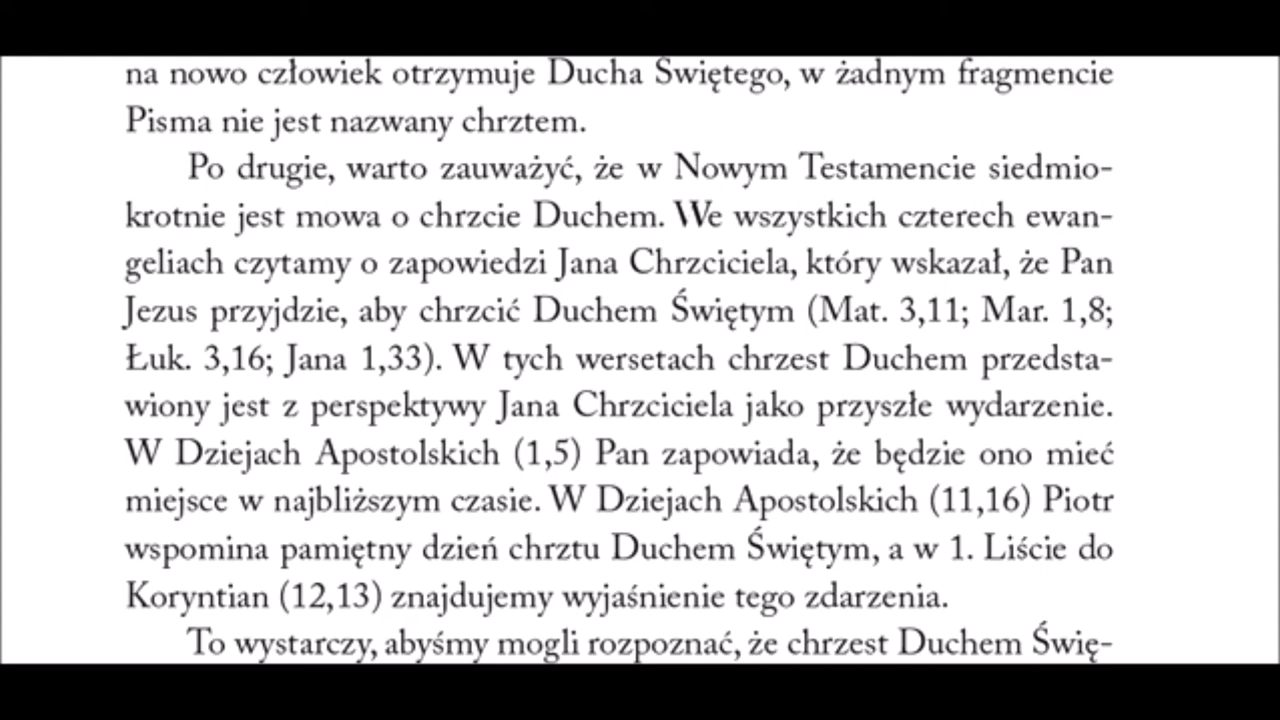 na nowo człowiek otrzymuje Ducha Świętego, w żadnym fragmencie
Pisma nie jest nazwany chrztem.
Po drugie, warto zauważyć, że w Nowym Testamencie siedmio-
krotnie jest mowa o chrzcie Duchem. We wszystkich czterech ewan-
geliach czytamy o zapowiedzi Jana Chrzciciela, który wskazał, że Pan
Jezus przyjdzie, aby chrzcić Duchem Świętym (Mat. 3,11; Mar. 1,8;
Łuk. 3,16; Jana 1,33). W tych wersetach chrzest Duchem przedsta-
wiony jest z perspektywy Jana Chrzciciela jako przyszłe wydarzenie.
W Dziejach Apostolskich (1,5) Pan zapowiada, że będzie ono mieć
miejsce w najbliższym czasie. W Dziejach Apostolskich (11,16) Piotr
wspomina pamiętny dzień chrztu Duchem Świętym, a w 1. Liście do
Koryntian (12,13) znajdujemy wyjaśnienie tego zdarzenia.
To wystarczy, abyśmy mogli rozpoznać, że chrzest Duchem Świę-